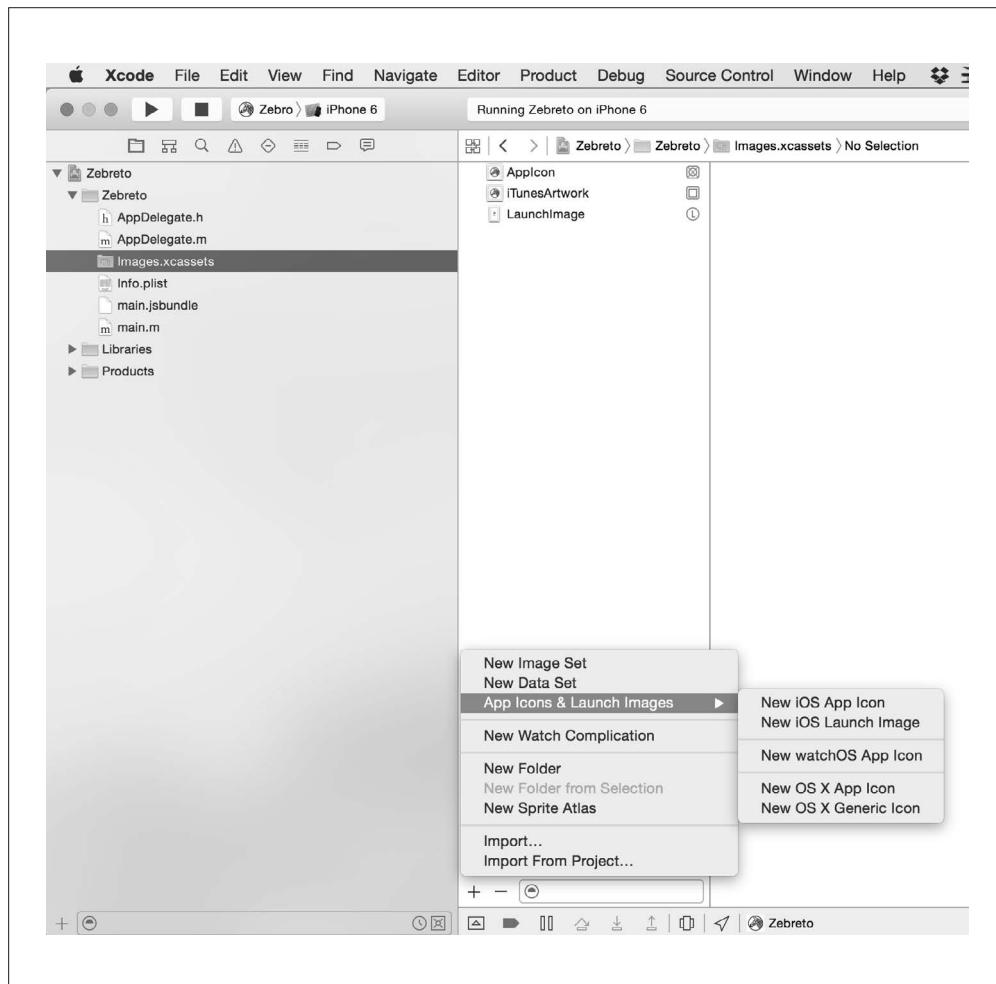 Xcode File Edit View Find Navigate Editor Product Debug Source Control Window Help
Zebro 〉 iPhone 6
Running Zebreto on iPhone 6
Zebreto 〉 Zebreto 〉 Images.xcassets 〉 No Selection
Zebreto
Zebreto
h AppDelegate.h
m AppDelegate.m
Images.xcassets
Info.plist
main.jsbundle
m main.m
Libraries
Products
AppIcon
iTunesArtwork
LaunchImage L
New Image Set
New Data Set
App Icons & Launch Images
New Watch Complication
New Folder
New Folder from Selection
New Sprite Atlas
Import...
Import From Project...
New iOS App Icon
New iOS Launch Image
New watchOS App Icon
New OS X App Icon
New OS X Generic Icon
Zebreto